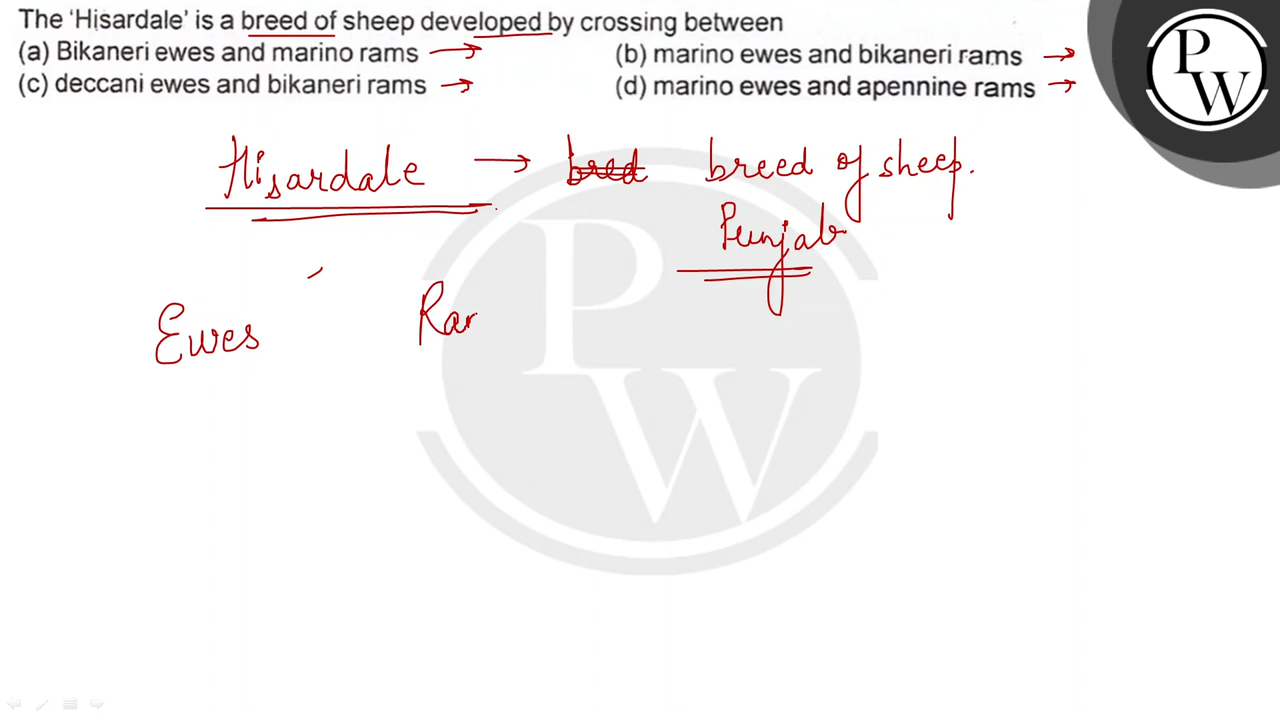 The 'Hisardale' is a breed of sheep developed by crossing between
(a) Bikaneri ewes and marino rams
(b) marino ewes and bikaneri rams
(c) deccani ewes and bikaneri rams
(d) marino ewes and apennine rams
P
W
Hisardale → bred breed of sheep.
Punjab
Ewes Ram
P
W